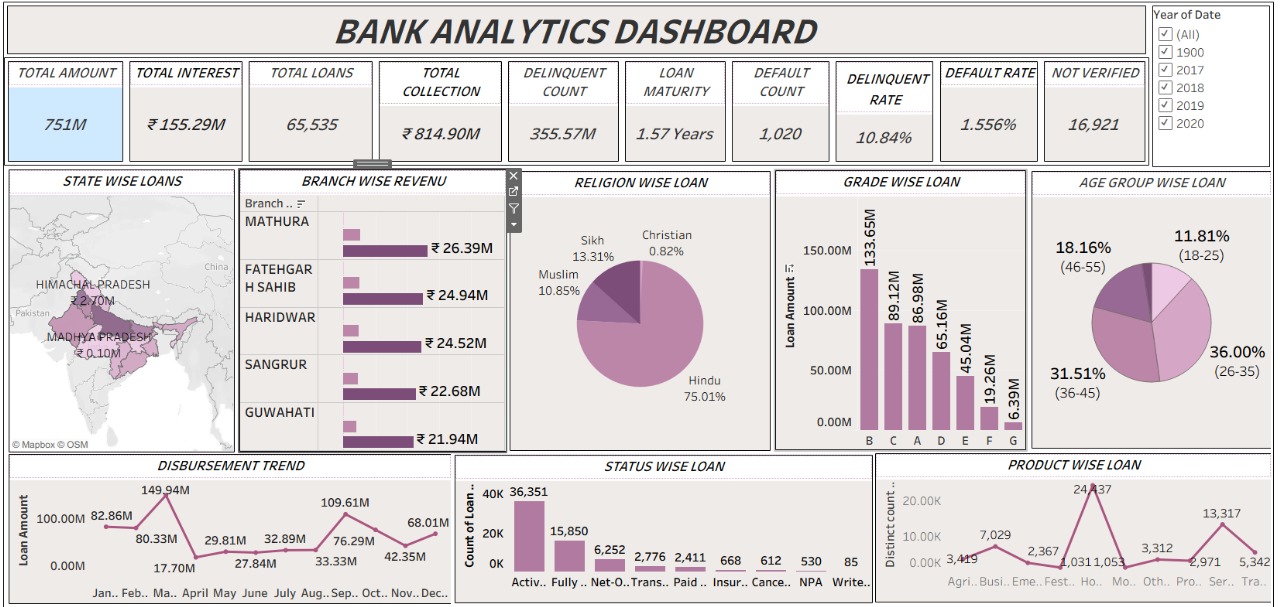 BANK ANALYTICS DASHBOARD
Year of Date
(All)
1900
2017
2018
2019
2020
TOTAL AMOUNT
751M
TOTAL INTEREST
₹ 155.29M
TOTAL LOANS
65,535
TOTAL
COLLECTION
₹ 814.90M
DELINQUENT
COUNT
355.57M
LOAN
MATURITY
1.57 Years
DEFAULT
COUNT
1,020
DELINQUENT
RATE
10.84%
DEFAULT RATE
1.556%
NOT VERIFIED
16,921
STATE WISE LOANS
China
HIMACHAL PRADESH
₹ 2.70M
Pakistan
MADHYA PRADESH
₹ 0.10M
© Mapbox © OSM
BRANCH WISE REVENU
Branch ..
MATHURA
₹ 26.39M
FATEHGAR
H SAHIB
₹ 24.94M
HARIDWAR
₹ 24.52M
SANGRUR
₹ 22.68M
GUWAHATI
₹ 21.94M
RELIGION WISE LOAN
Christian
0.82%
Sikh
13.31%
Muslim
10.85%
Hindu
75.01%
GRADE WISE LOAN
Loan Amount
150.00M
100.00M
50.00M
0.00M
133.65M
89.12M
86.98M
65.16M
45.04M
19.26M
6.39M
B C A D E F G
AGE GROUP WISE LOAN
18.16%
(46-55)
11.81%
(18-25)
36.00%
(26-35)
31.51%
(36-45)
DISBURSEMENT TREND
Loan Amount
100.00M
0.00M
82.86M
80.33M
149.94M
17.70M
29.81M
27.84M
32.89M
33.33M
109.61M
76.29M
42.35M
68.01M
Jan.. Feb.. Ma.. April May June July Aug.. Sep.. Oct.. Nov.. Dec..
STATUS WISE LOAN
Count of Loan ..
40K
20K
0K
36,351
15,850
6,252
2,776
2,411
668
612
530
85
Activ.. Fully .. Net-O.. Trans.. Paid .. Insur.. Cance.. NPA Write..
PRODUCT WISE LOAN
Distinct count ..
20.00K
10.00K
0.00K
3,419
7,029
2,367
1,031
24,437
1,053
3,312
2,971
13,317
5,342
Agri.. Busi.. Eme.. Fest.. Ho.. Mo.. Oth.. Pro.. Ser.. Tra..